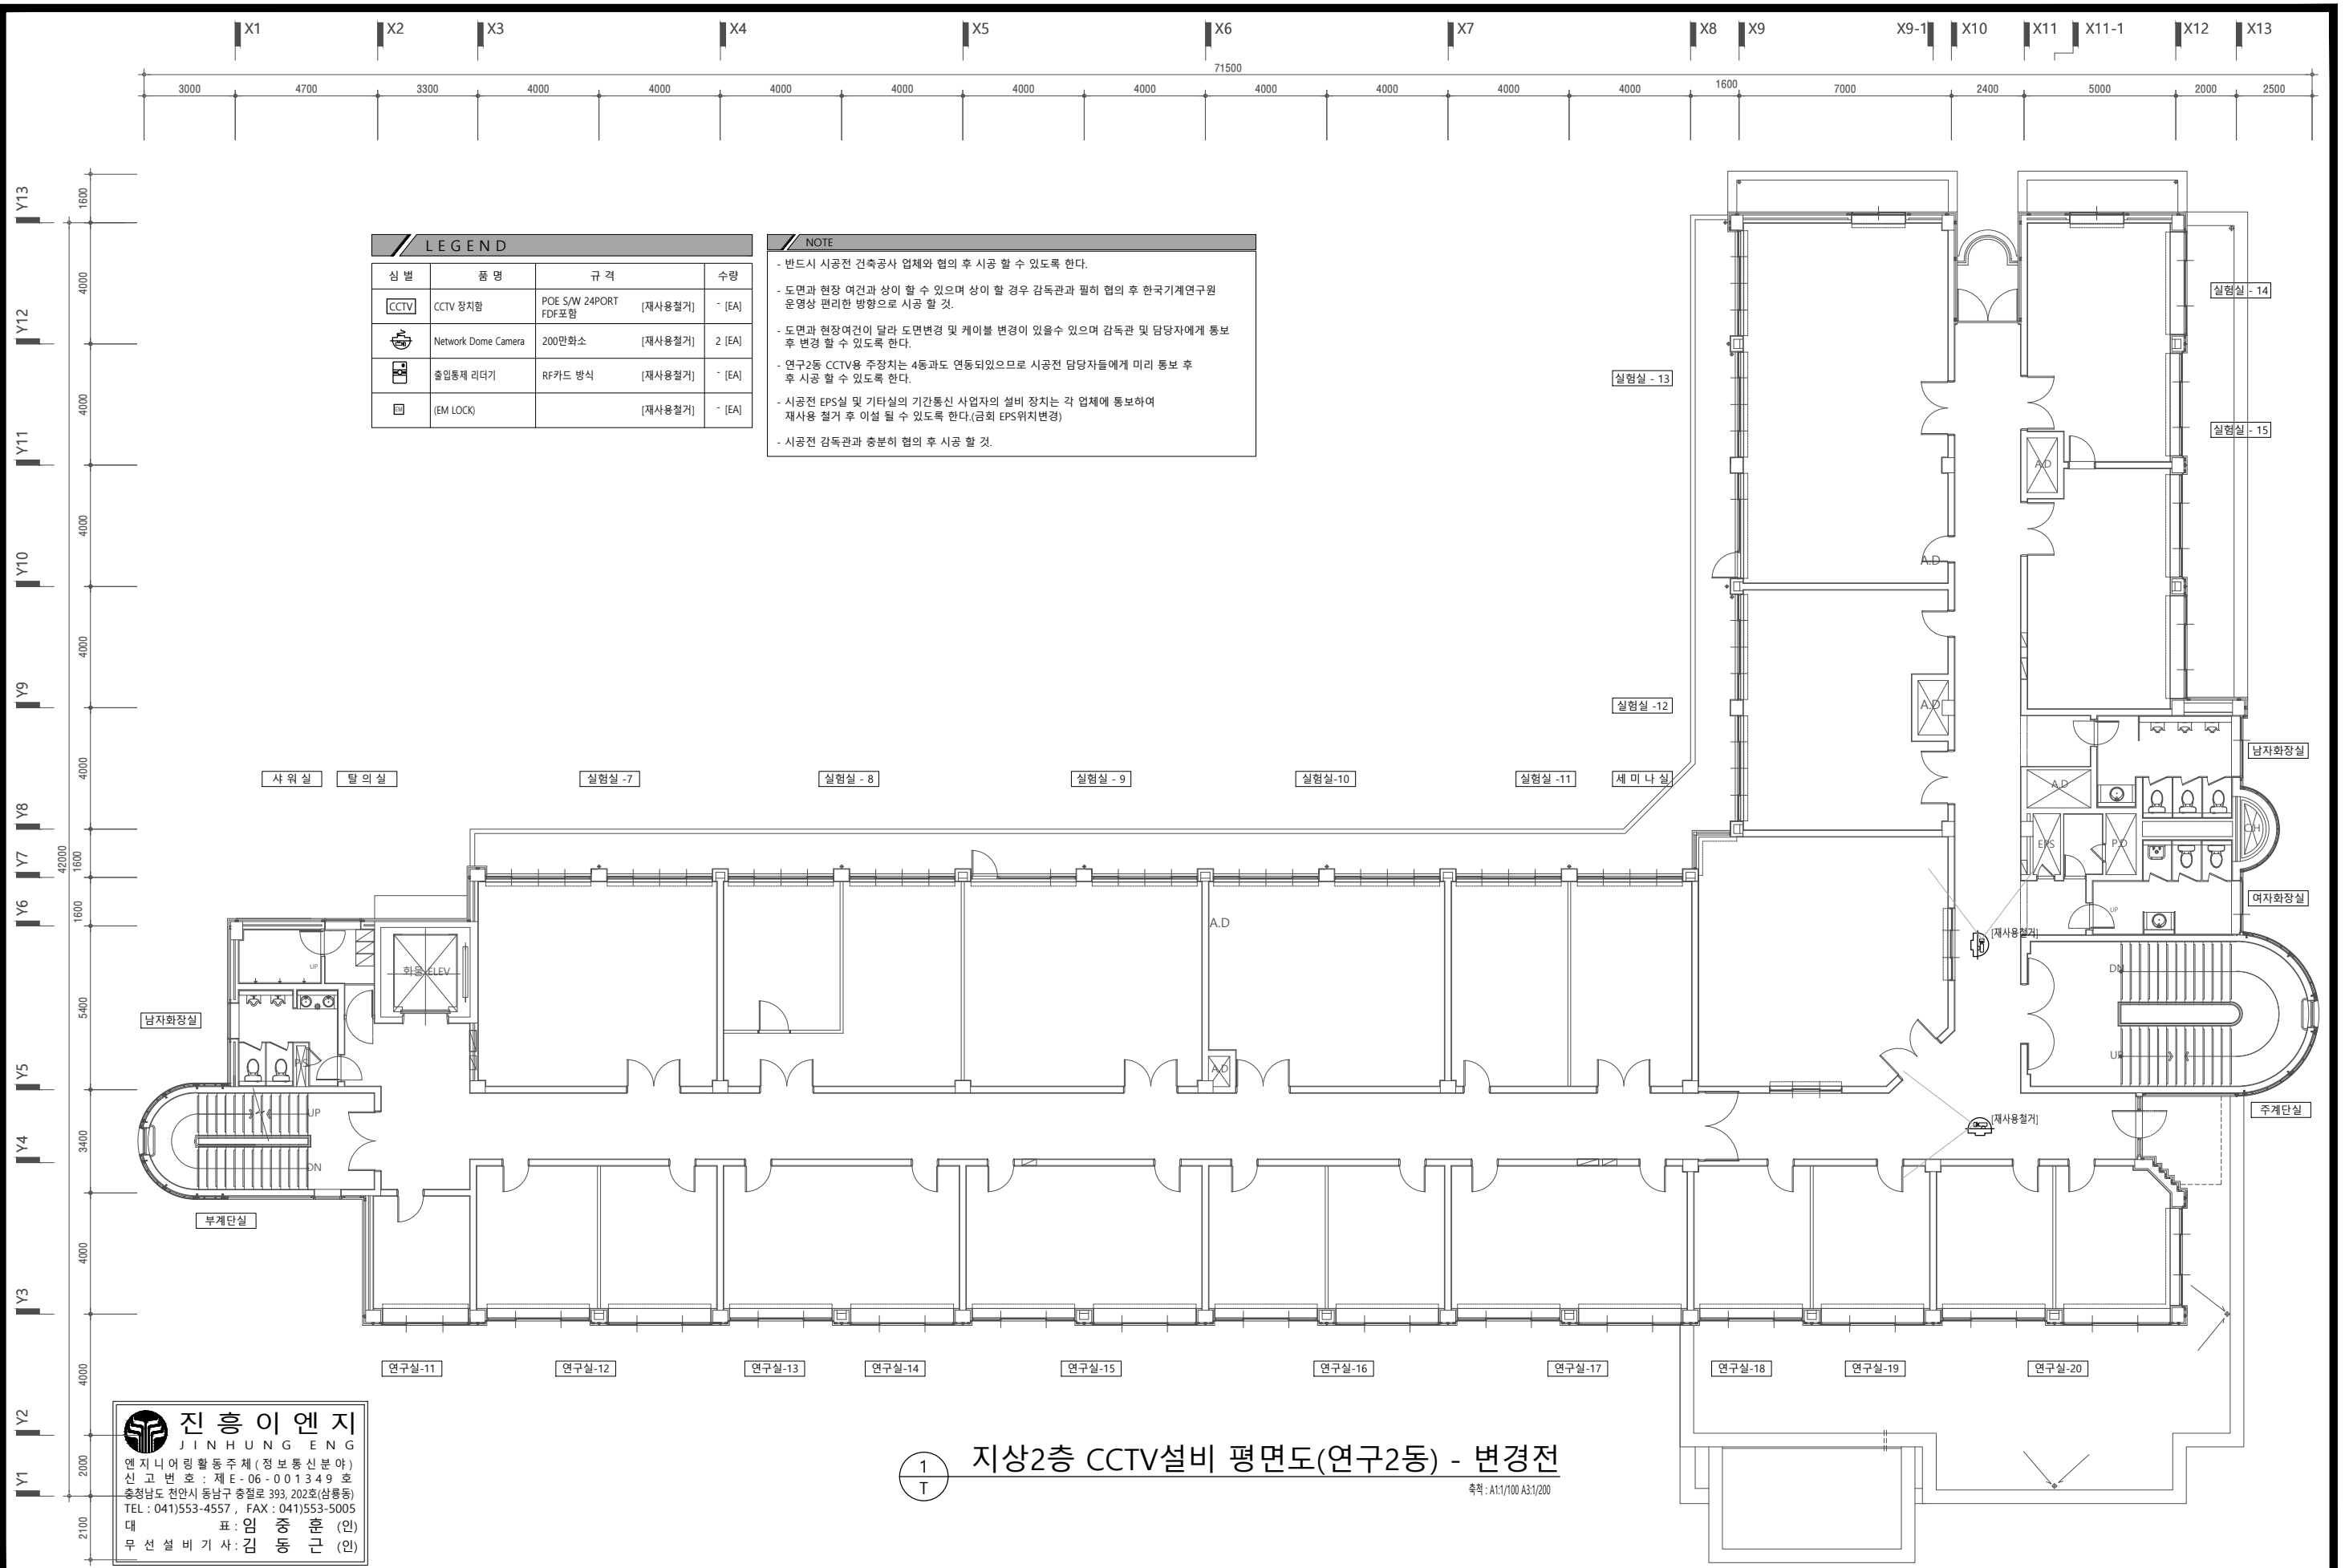 X1 X2 X3 X4 X5 X6 X7 X8 X9 X9-1 X10 X11 X11-1 X12 X13
71500
3000 4700 3300 4000 4000 4000 4000 4000 4000 4000 4000 4000 4000 1600 7000 2400 5000 2000 2500
Y13
Y12
Y11
Y10
Y9
Y8
Y7
Y6
Y5
Y4
Y3
Y2
Y1
42000
1600
4000
4000
4000
4000
4000
1600
1600
5400
3400
4000
4000
2000
2100
LEGEND
심 벌 품 명 규 격 수량
CCTV CCTV 장치함 POE S/W 24PORT FDF포함 [재사용철거] - [EA]
Network Dome Camera 200만화소 [재사용철거] 2 [EA]
출입통제 리더기 RF카드 방식 [재사용철거] - [EA]
EM (EM LOCK) [재사용철거] - [EA]
NOTE
- 반드시 시공전 건축공사 업체와 협의 후 시공 할 수 있도록 한다.
- 도면과 현장 여건과 상이 할 수 있으며 상이 할 경우 감독관과 필히 협의 후 한국기계연구원
운영상 편리한 방향으로 시공 할 것.
- 도면과 현장여건이 달라 도면변경 및 케이블 변경이 있을수 있으며 감독관 및 담당자에게 통보
후 변경 할 수 있도록 한다.
- 연구2동 CCTV용 주장치는 4동과도 연동되있으므로 시공전 담당자들에게 미리 통보 후
후 시공 할 수 있도록 한다.
- 시공전 EPS실 및 기타실의 기간통신 사업자의 설비 장치는 각 업체에 통보하여
재사용 철거 후 이설 될 수 있도록 한다.(금회 EPS위치변경)
- 시공전 감독관과 충분히 협의 후 시공 할 것.
실험실 - 14
실험실 - 13
실험실 - 15
A.D
A.D
실험실 -12
A.D
남자화장실
샤 워 실 탈 의 실 실험실 -7 실험실 - 8 실험실 - 9 실험실-10 실험실 -11 세 미 나 실
A.D
EPS P.D
여자화장실
UP
A.D
[재사용철거]
UP
화물 ELEV
DN
남자화장실
P.S
A.D
UP
UP
주계단실
[재사용철거]
DN
부계단실
연구실-11 연구실-12 연구실-13 연구실-14 연구실-15 연구실-16 연구실-17 연구실-18 연구실-19 연구실-20
진 흥 이 엔 지
JINHUNG ENG
엔지니어링활동주체(정보통신분야)
신 고 번 호 : 제 E - 06 - 0 0 1 3 4 9 호
충청남도 천안시 동남구 충절로 393, 202호(삼룡동)
TEL : 041)553-4557 , FAX : 041)553-5005
대 표 : 임 중 훈 (인)
무 선 설 비 기 사 : 김 동 근 (인)
1
T
지상2층 CCTV설비 평면도(연구2동) - 변경전
축척 : A1:1/100 A3:1/200